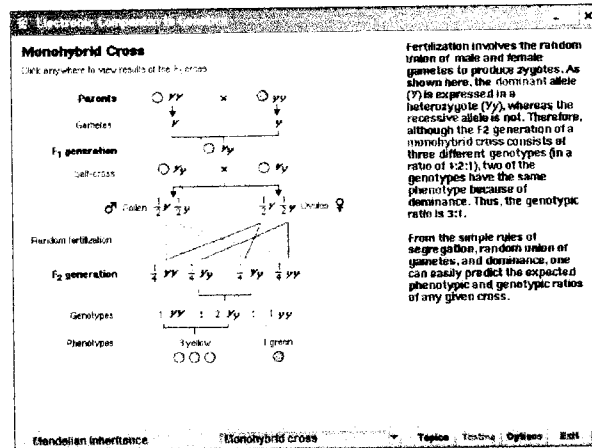 Monohybrid Cross
Click anywhere to view results of the F₂ cross
Parents YY × yy
Gametes Y y
F₁ generation Yy
Self-cross Yy × Yy
♂ Pollen ½ Y ½ y ½ Y ½ y Ovules ♀
Random fertilization
F₂ generation ¼ YY ¼ Yy ¼ Yy ¼ yy
Genotypes 1 YY : 2 Yy : 1 yy
Phenotypes 3 yellow 1 green
Fertilization involves the random
union of male and female
gametes to produce zygotes. As
shown here, the dominant allele
(Y) is expressed in a
heterozygote (Yy), whereas the
recessive allele is not. Therefore,
although the F2 generation of a
monohybrid cross consists of
three different genotypes (in a
ratio of 1:2:1), two of the
genotypes have the same
phenotype because of
dominance. Thus, the genotypic
ratio is 3:1.
From the simple rules of
segregation, random union of
gametes, and dominance, one
can easily predict the expected
phenotypic and genotypic ratios
of any given cross.
Mendelian Inheritance Monohybrid cross Topics Testing Options Exit